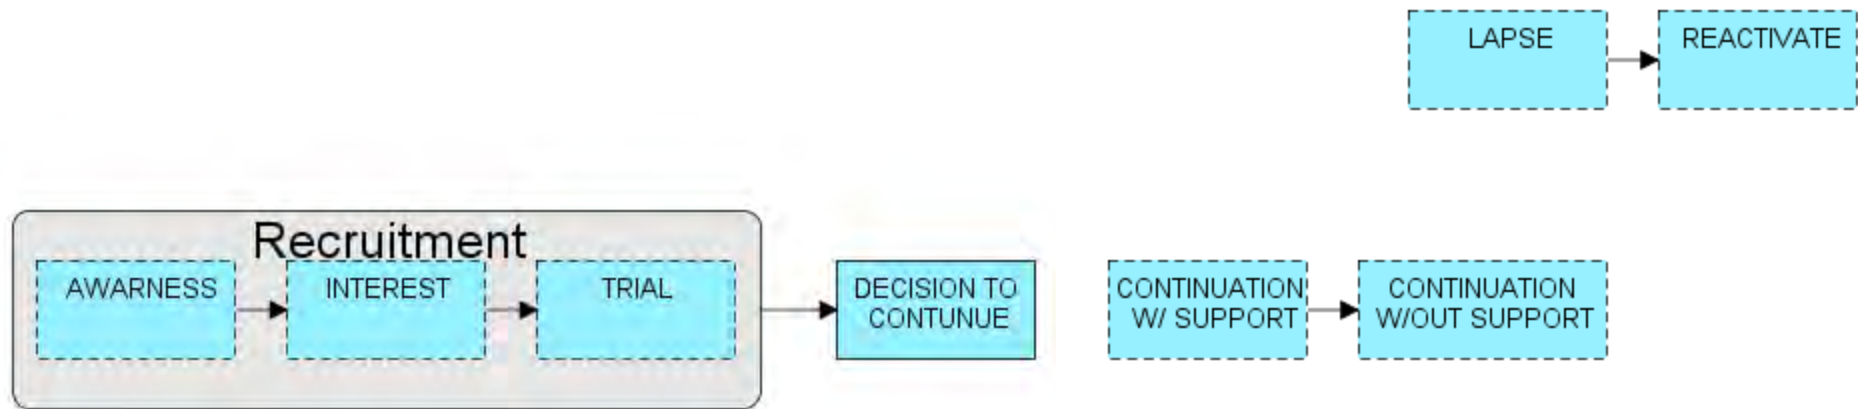 LAPSE
REACTIVATE
Recruitment
AWARNESS
INTEREST
TRIAL
DECISION TO
CONTUNUE
CONTINUATION
W/ SUPPORT
CONTINUATION
W/OUT SUPPORT